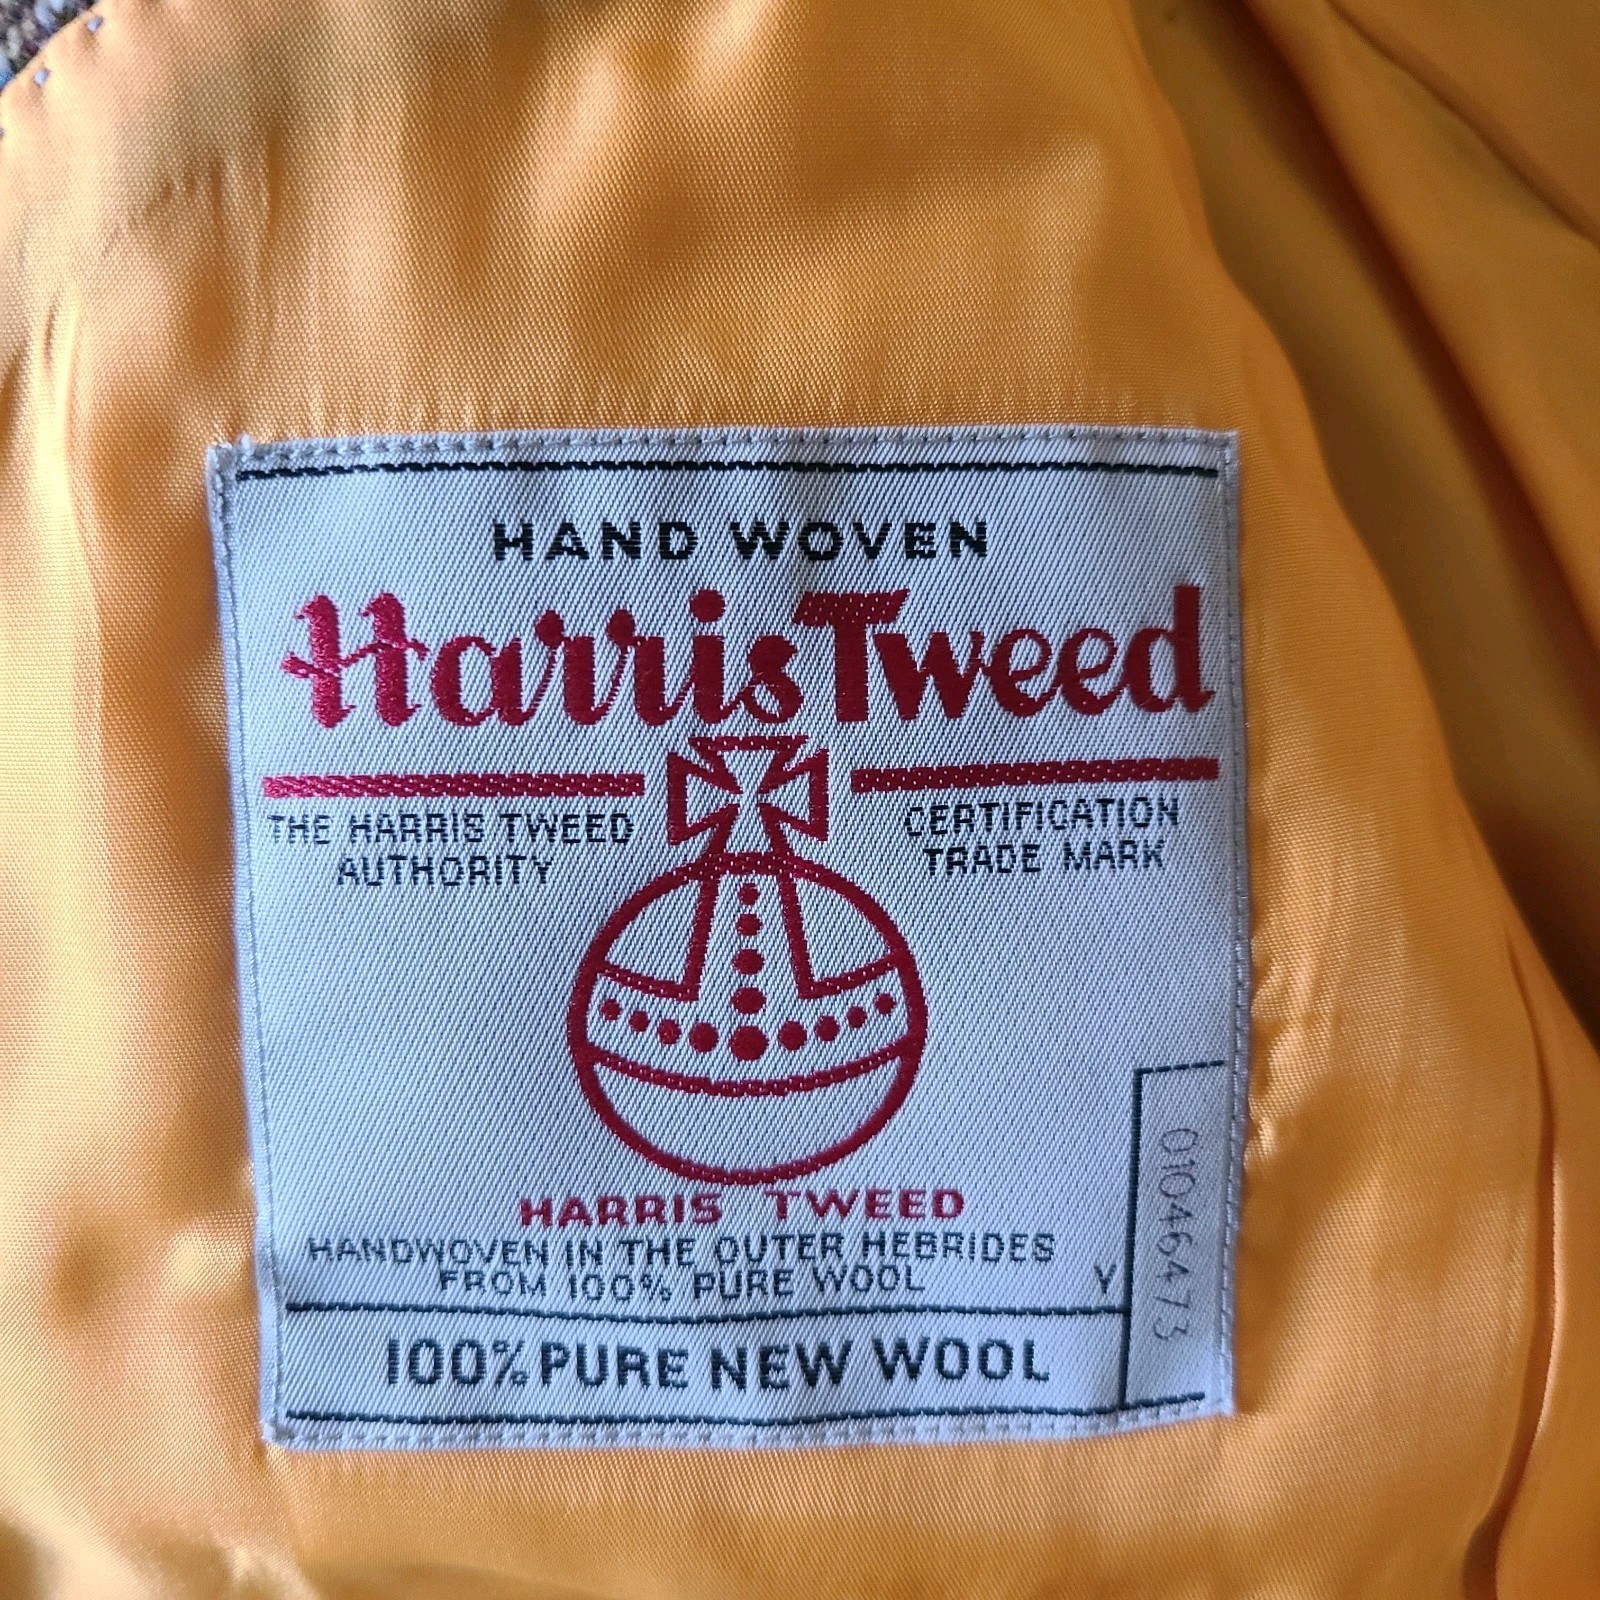 HAND WOVEN
Harris Tweed
THE HARRIS TWEED
AUTHORITY
CERTIFICATION
TRADE MARK
HARRIS TWEED
HANDWOVEN IN THE OUTER HEBRIDES
FROM 100% PURE WOOL
Y
01046473
100% PURE NEW WOOL